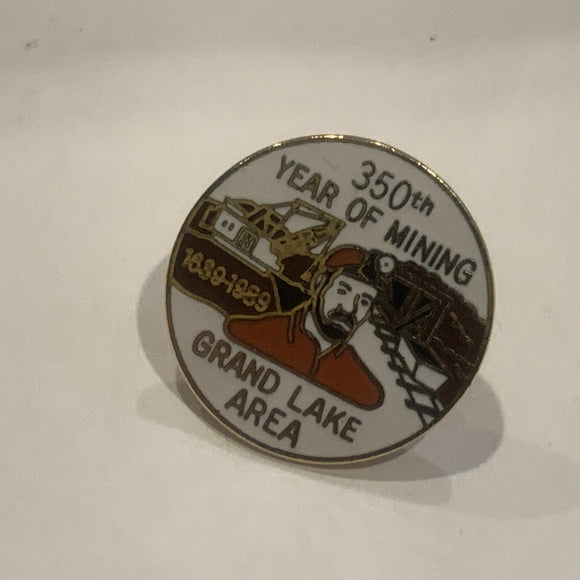 350th
YEAR OF MINING
1639-1989
GRAND LAKE
AREA